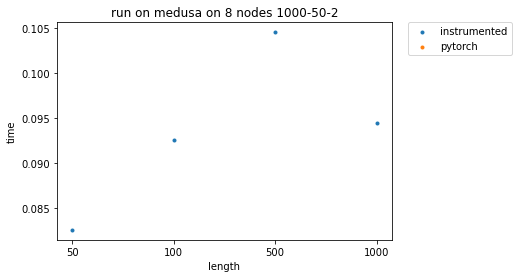 run on medusa on 8 nodes 1000-50-2
instrumented
pytorch
0.105
0.100
0.095
0.090
0.085
time
50 100 500 1000
length